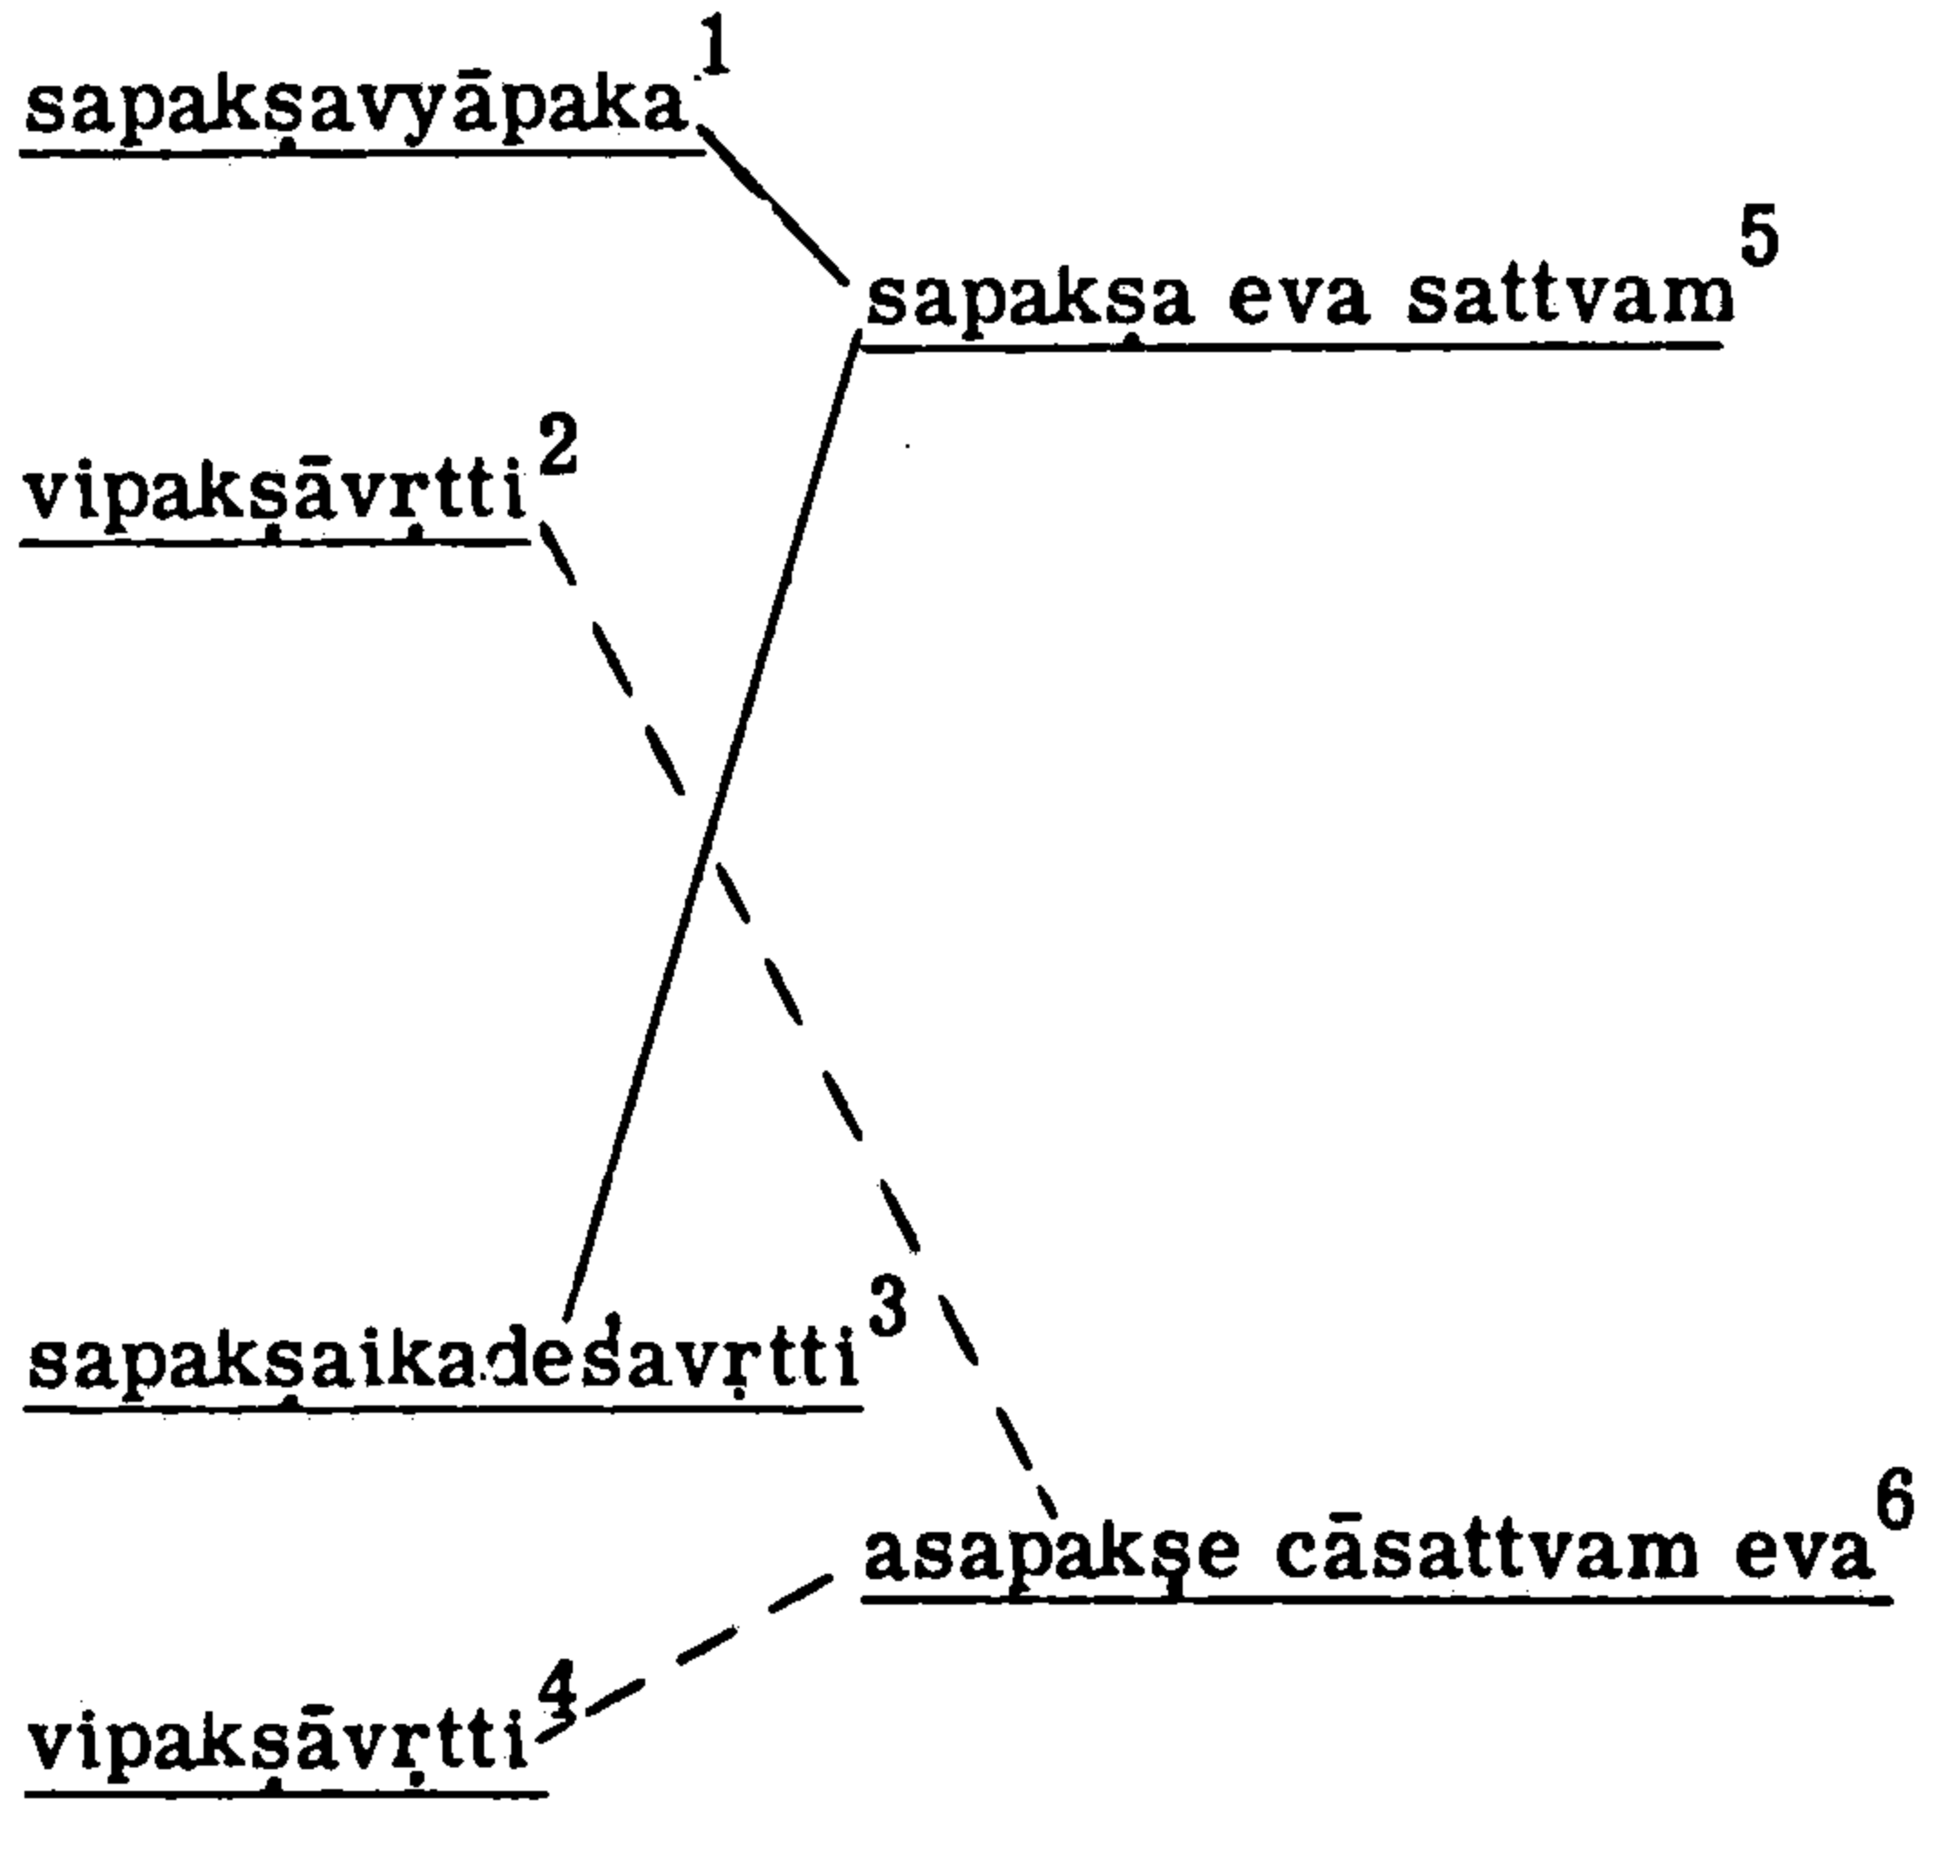 sapakṣavyāpaka¹
sapakṣa eva sattvam⁵
vipakṣāvṛtti²
sapakṣaikadeśavṛtti³
asapakṣe cāsattvam eva⁶
vipakṣāvṛtti⁴